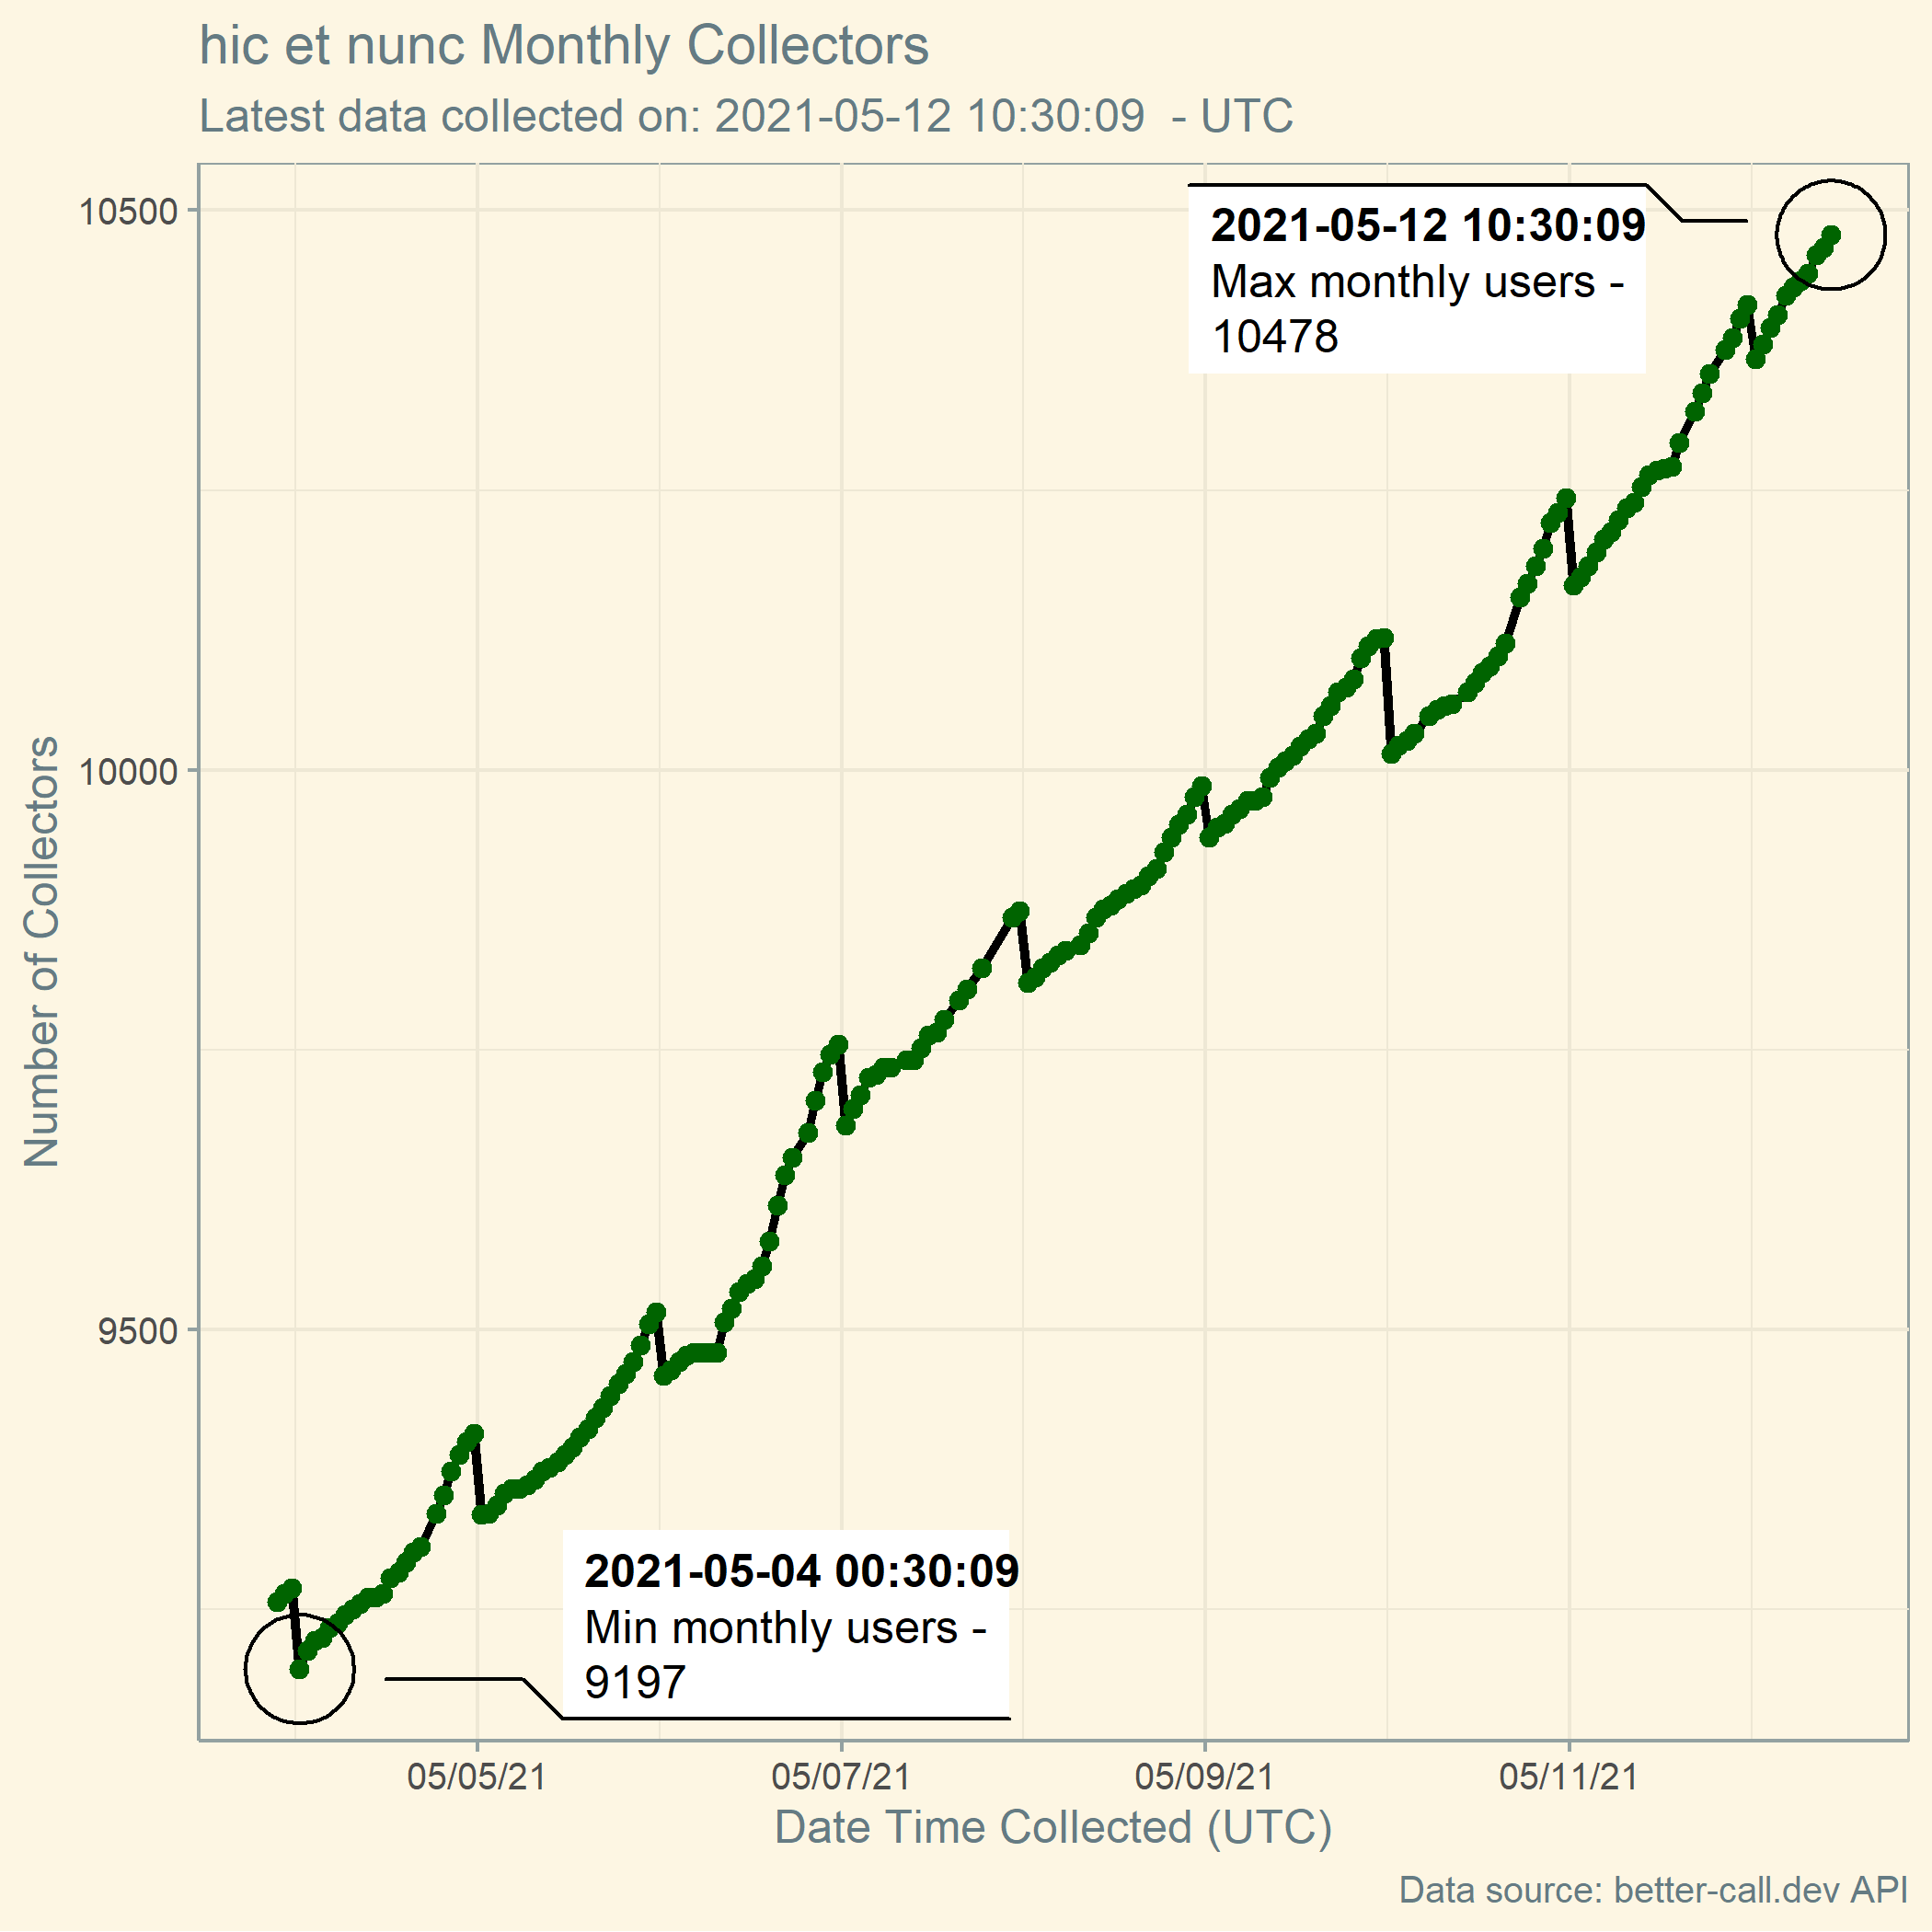 hic et nunc Monthly Collectors
Latest data collected on: 2021-05-12 10:30:09  - UTC
10500
2021-05-12 10:30:09
Max monthly users -
10478
10000
Number of Collectors
9500
2021-05-04 00:30:09
Min monthly users -
9197
05/05/21
05/07/21
05/09/21
05/11/21
Date Time Collected (UTC)
Data source: better-call.dev API